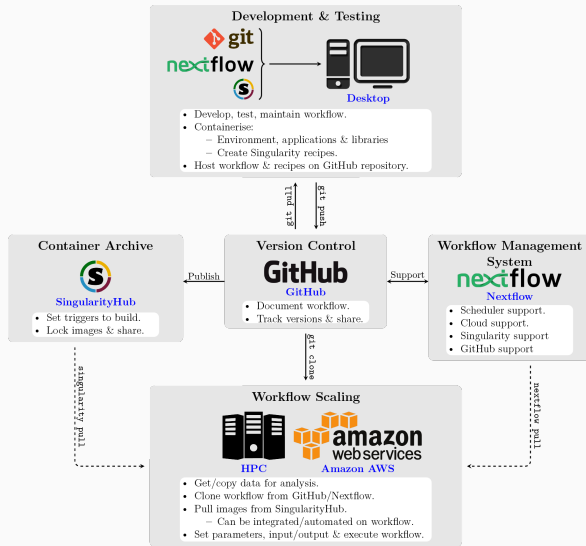 Development & Testing
git
nextflow
S
Desktop
• Develop, test, maintain workflow.
• Containerise:
– Environment, applications & libraries
– Create Singularity recipes.
• Host workflow & recipes on GitHub repository.
git pull
git push
Container Archive
S
SingularityHub
• Set triggers to build.
• Lock images & share.
Publish
Version Control
GitHub
GitHub
• Document workflow.
• Track versions & share.
Support
Workflow Management
System
nextflow
Nextflow
• Scheduler support.
• Cloud support.
• Singularity support
• GitHub support
singularity pull
git clone
nextflow pull
Workflow Scaling
HPC
amazon
web services
Amazon AWS
• Get/copy data for analysis.
• Clone workflow from GitHub/Nextflow.
• Pull images from SingularityHub.
– Can be integrated/automated on workflow.
• Set parameters, input/output & execute workflow.